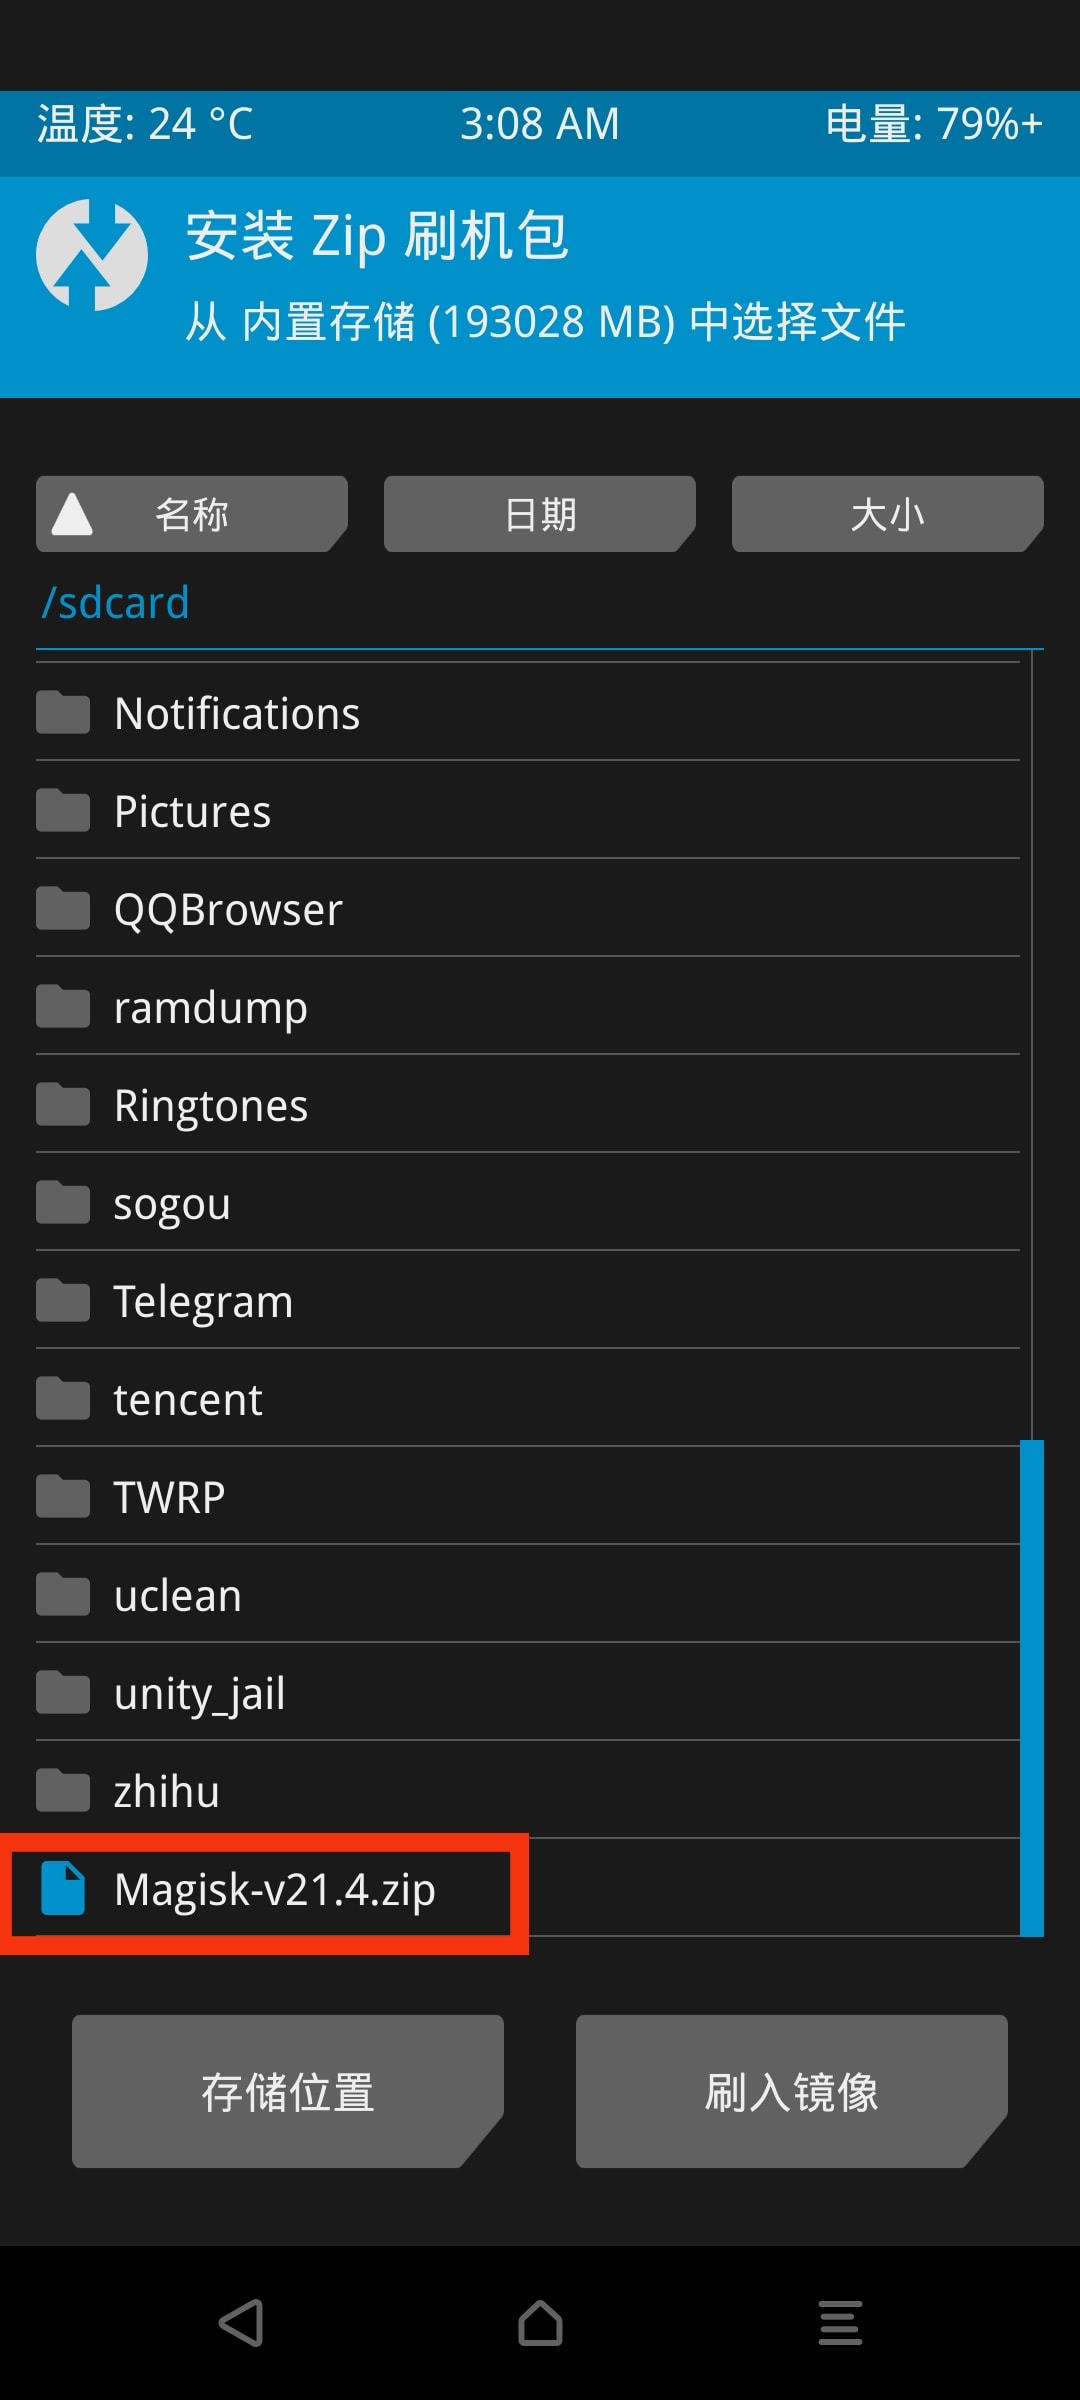 温度: 24 °C 3:08 AM 电量: 79%+
安装 Zip 刷机包
从 内置存储 (193028 MB) 中选择文件
名称 日期 大小
/sdcard
Notifications
Pictures
QQBrowser
ramdump
Ringtones
sogou
Telegram
tencent
TWRP
uclean
unity_jail
zhihu
Magisk-v21.4.zip
存储位置 刷入镜像